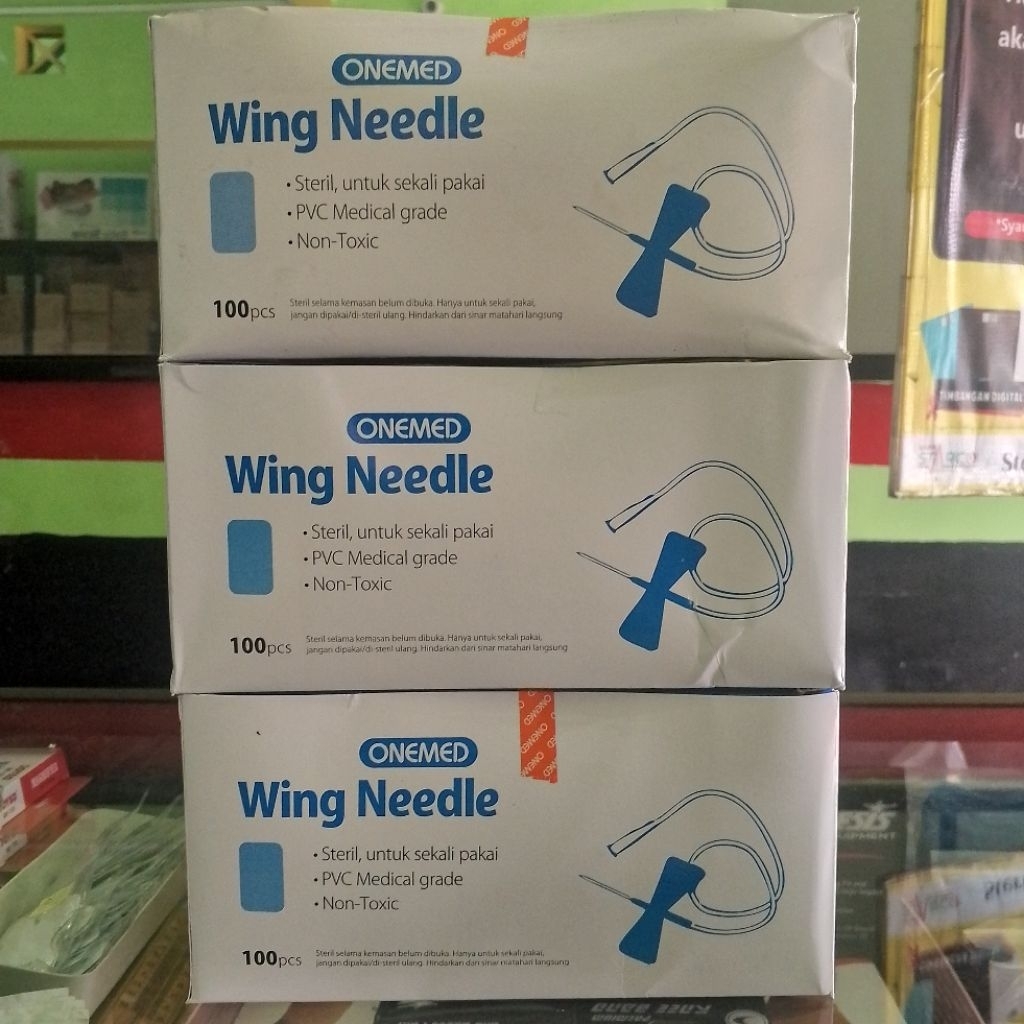 ONEMED
Wing Needle
• Steril, untuk sekali pakai
• PVC Medical grade
• Non-Toxic
100pcs
Steril selama kemasan belum dibuka. Hanya untuk sekali pakai,
jangan dipakai/di-steril ulang. Hindarkan dari sinar matahari langsung
ONEMED
Wing Needle
• Steril, untuk sekali pakai
• PVC Medical grade
• Non-Toxic
100pcs
Steril selama kemasan belum dibuka. Hanya untuk sekali pakai,
jangan dipakai/di-steril ulang. Hindarkan dari sinar matahari langsung
ONEMED
ONEMED
Wing Needle
• Steril, untuk sekali pakai
• PVC Medical grade
• Non-Toxic
100pcs
Steril selama kemasan belum dibuka. Hanya untuk sekali pakai,
jangan dipakai/di-steril ulang. Hindarkan dari sinar matahari langsung
TIMBANGAN DIGITAL
KNEE BAND